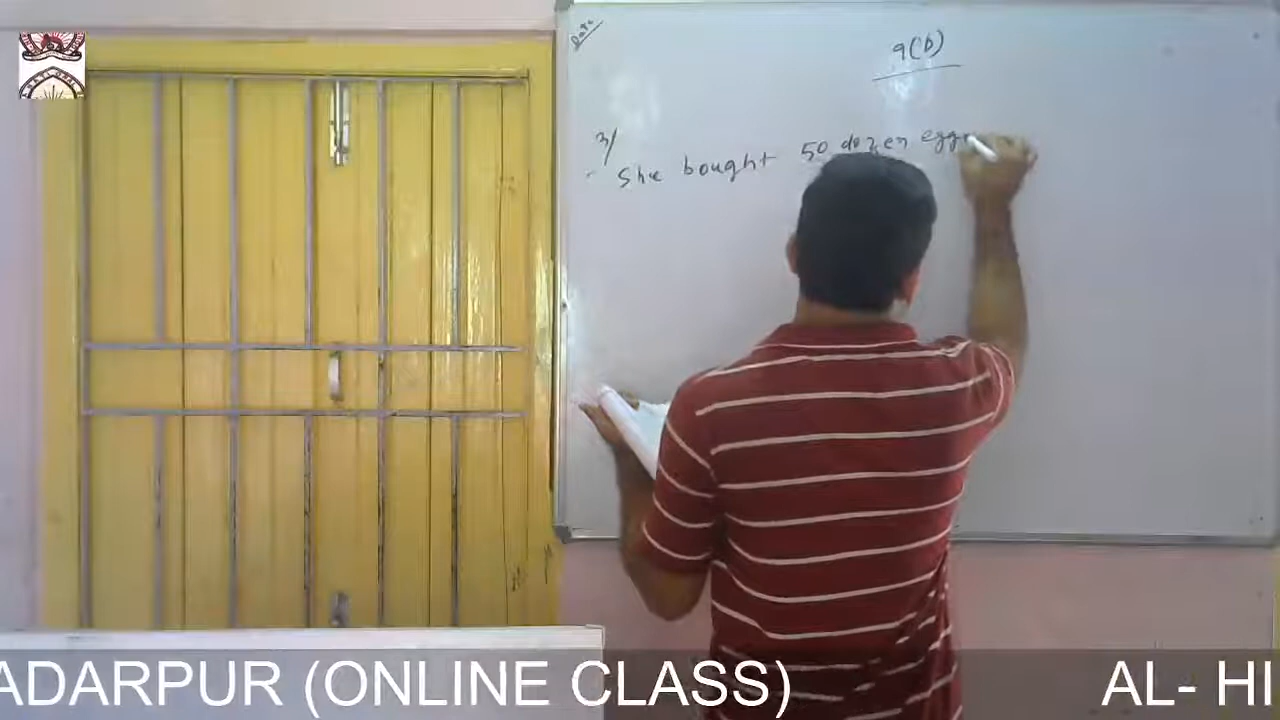 Date
9(b)
3/
She bought 50 dozen eggs
ADARPUR (ONLINE CLASS) AL- HI